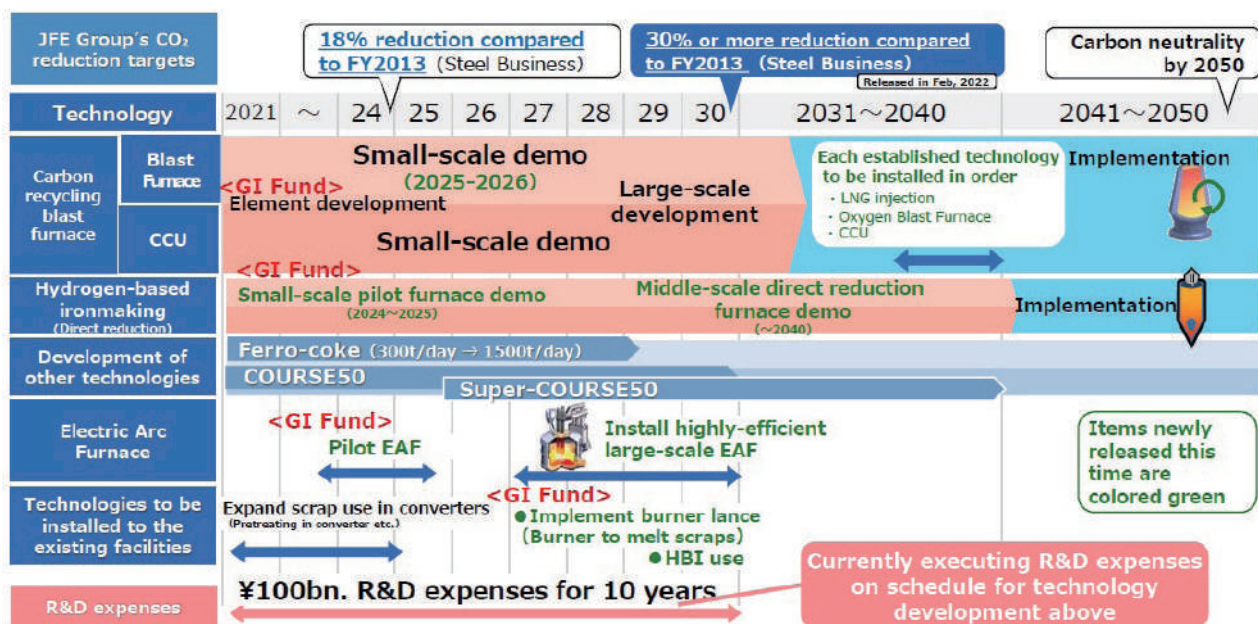 JFE Group's CO₂
reduction targets
18% reduction compared
to FY2013 (Steel Business)
30% or more reduction compared
to FY2013 (Steel Business)
Released in Feb, 2022
Carbon neutrality
by 2050
Technology
2021 ～ 24 25 26 27 28 29 30 2031～2040 2041～2050
Carbon
recycling
blast
furnace
Blast
Furnace
CCU
Small-scale demo
(2025-2026)
<GI Fund>
Element development
Large-scale
development
Small-scale demo
Each established technology
to be installed in order
・ LNG injection
・ Oxygen Blast Furnace
・ CCU
Implementation
Hydrogen-based
ironmaking
(Direct reduction)
<GI Fund>
Small-scale pilot furnace demo
(2024～2025)
Middle-scale direct reduction
furnace demo
(～2040)
Implementation
Development of
other technologies
Ferro-coke (300t/day → 1500t/day)
COURSE50
Super-COURSE50
Electric Arc
Furnace
<GI Fund>
Pilot EAF
Install highly-efficient
large-scale EAF
Items newly
released this
time are
colored green
Technologies to be
installed to the
existing facilities
Expand scrap use in converters
(Pretreating in converter etc.)
<GI Fund>
●Implement burner lance
(Burner to melt scraps)
●HBI use
R&D expenses
¥100bn. R&D expenses for 10 years
Currently executing R&D expenses
on schedule for technology
development above